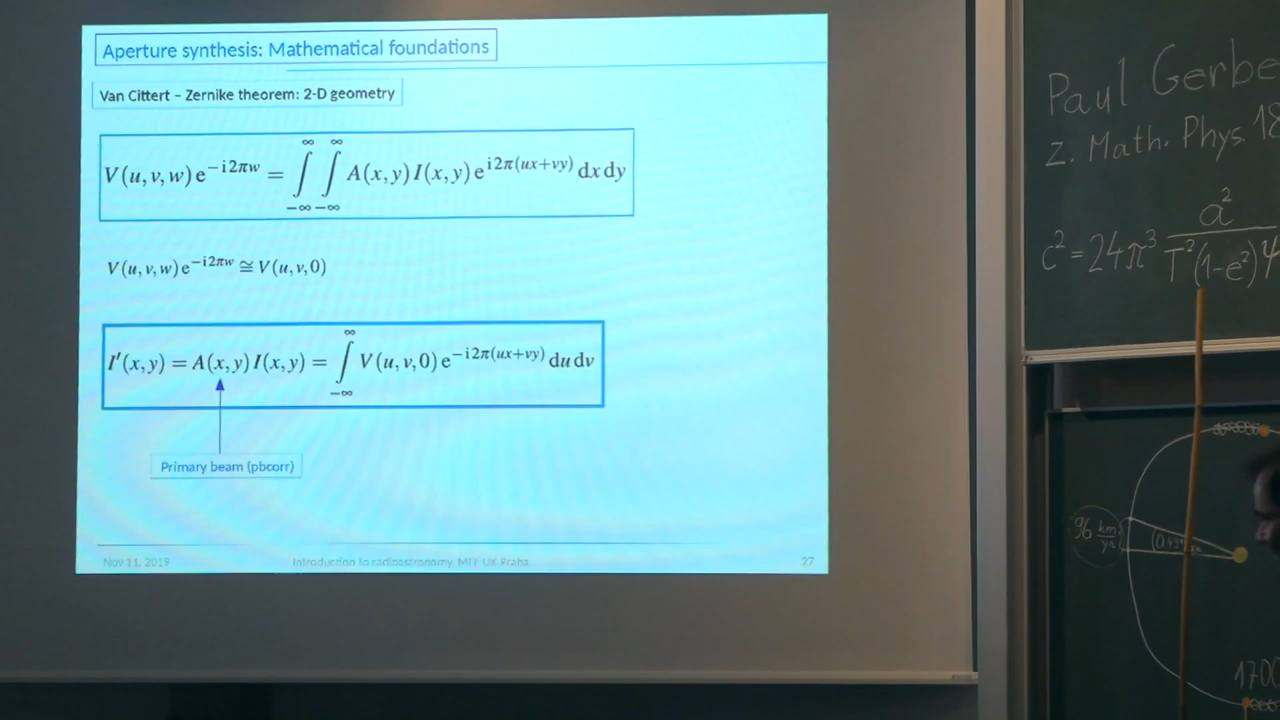 Aperture synthesis: Mathematical foundations
Van Cittert – Zernike theorem: 2-D geometry
V(u,v,w) e^{−i2πw} = ∫_{−∞}^{∞} ∫_{−∞}^{∞} A(x,y) I(x,y) e^{i2π(ux+vy)} dx dy
V(u,v,w) e^{−i2πw} ≅ V(u,v,0)
I′(x,y) = A(x,y) I(x,y) = ∫_{−∞}^{∞} V(u,v,0) e^{−i2π(ux+vy)} du dv
Primary beam (pbcorr)
Nov 11, 2019 Introduction to radioastronomy, MFF UK Praha 27
Paul Gerbe
Z. Math. Phys. 18
c² = 24π³ a² / T²(1-e²)
96 km/
1700